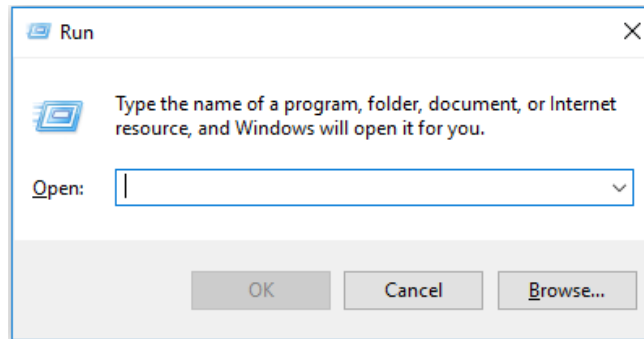 Run
Type the name of a program, folder, document, or Internet
resource, and Windows will open it for you.
Open:
OK Cancel Browse...